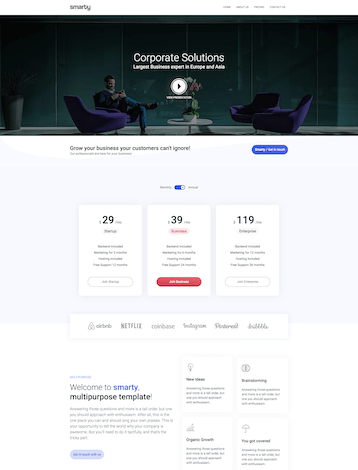 smarty
HOME ABOUT US PRICING CONTACT US
Corporate Solutions
Largest Business expert in Europe and Asia
VIEW PRESENTATION
Grow your business your customers can't ignore!
Our professionals are here for your business!
Smarty / Get in touch
Monthly Annual
$ 29 /mo
Startup
Backend Included
Marketing for 6 months
Hosting Included
Free Support 12 months
Join Startup
$ 39 /mo
Business
Backend Included
Marketing for 9 months
Hosting Included
Free Support 24 months
Join Business
$ 119 /mo
Enterprise
Backend Included
Marketing for 12 months
Hosting Included
Free Support 36 months
Join Enterprise
airbnb NETFLIX coinbase Instagram Pinterest dribbble
MULTIPURPOSE
Welcome to smarty,
multipurpose template!
Answering those questions and more is a tall order, but one
you should approach with enthusiasm. After all, this is the
one place you can and should sing your own praises. This is
your opportunity to tell the world why your company is
awesome. But you'll need to do it tactfully, and that's the
tricky part.
Get in touch with us
New Ideas
Answering those questions
and more is a tall order, but
one you should approach
with enthusiasm.
Brainstorming
Answering those questions
and more is a tall order, but
one you should approach
with enthusiasm.
Organic Growth
Answering those questions
and more is a tall order, but
one you should approach
with enthusiasm.
You got covered
Answering those questions
and more is a tall order, but
one you should approach
with enthusiasm.